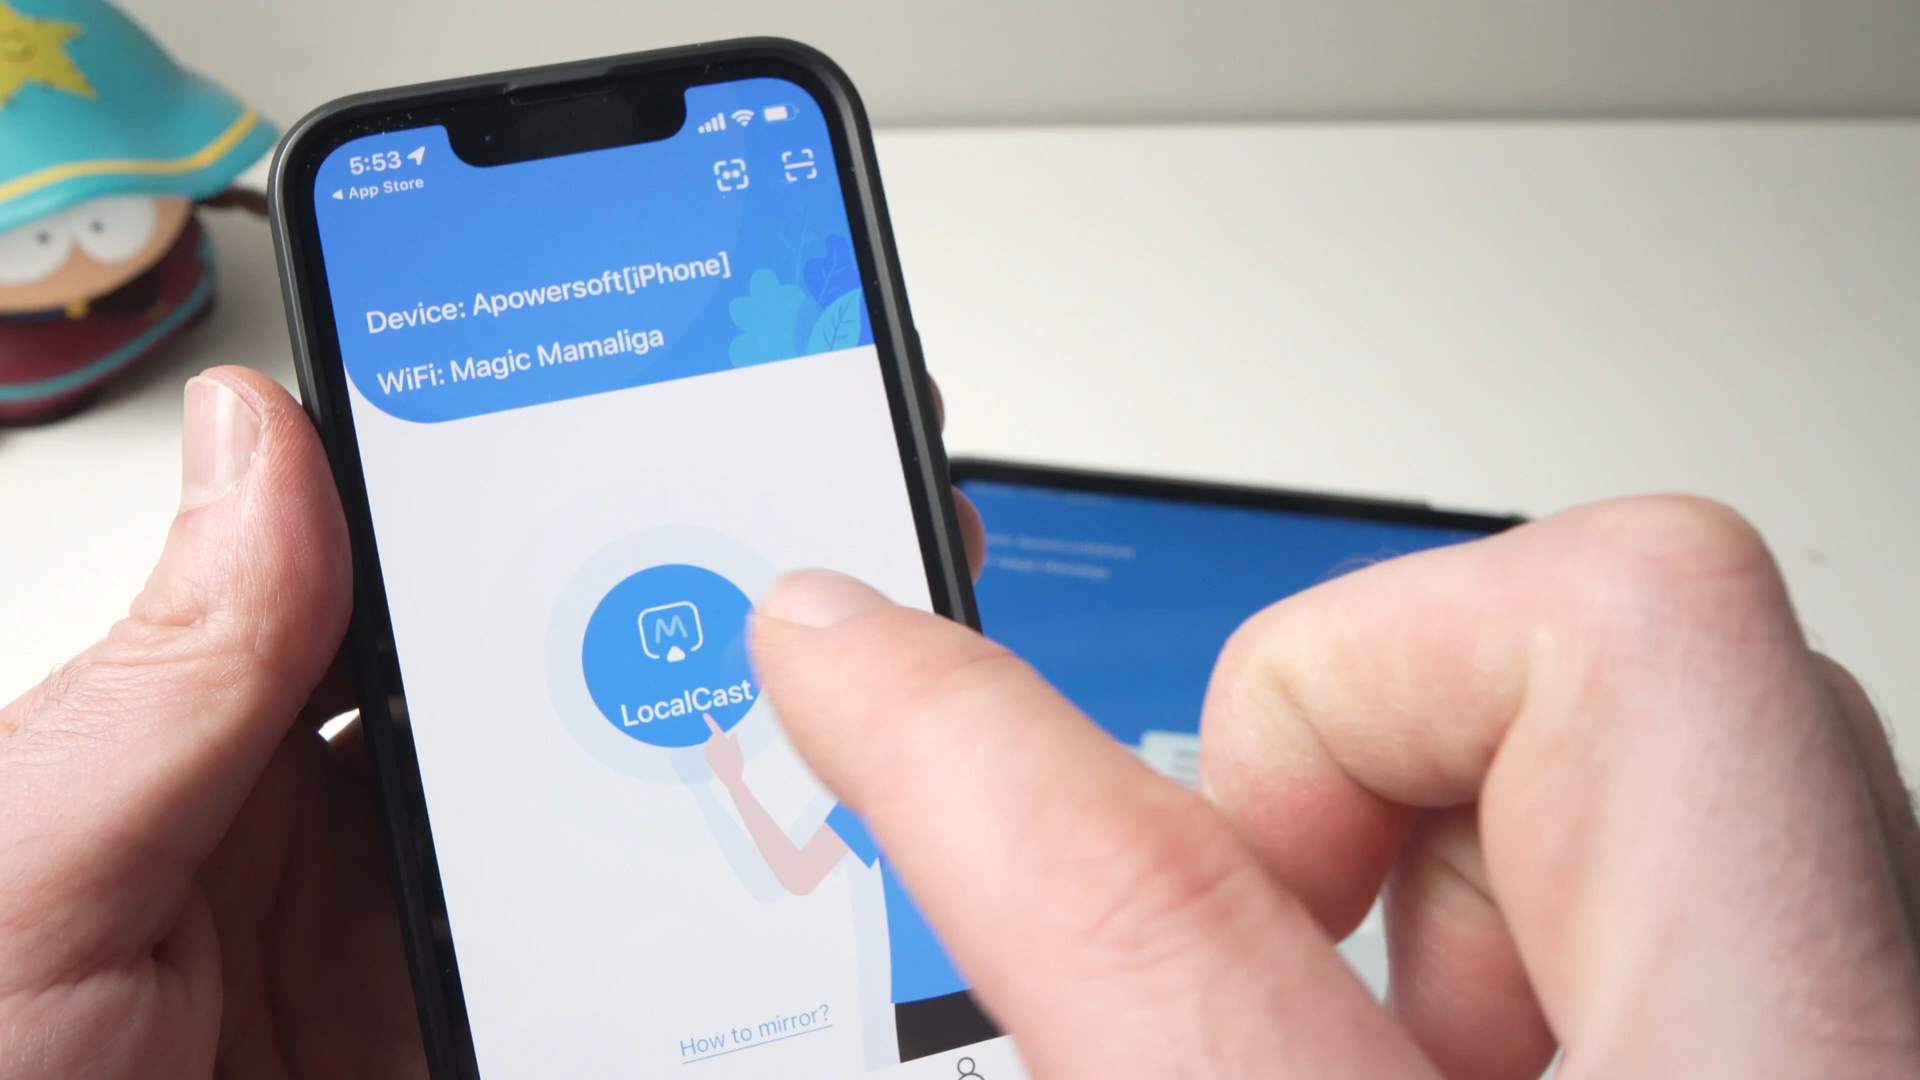 5:53
App Store
Device: Apowersoft[iPhone]
WiFi: Magic Mamaliga
LocalCast
How to mirror?